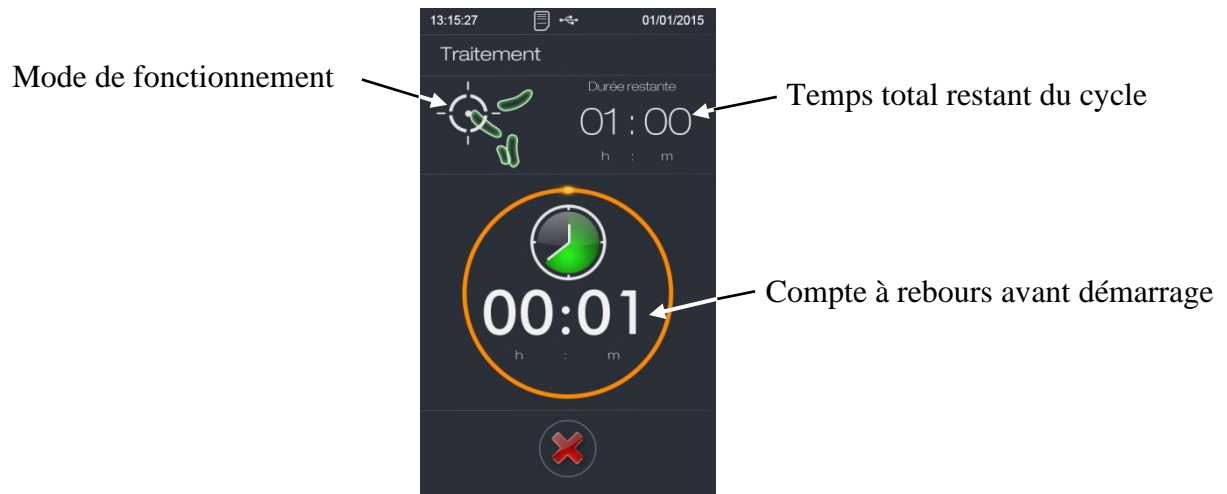 13:15:27 01/01/2015
Traitement
Mode de fonctionnement
Durée restante
01 : 00
h : m
Temps total restant du cycle
00:01
h : m
Compte à rebours avant démarrage